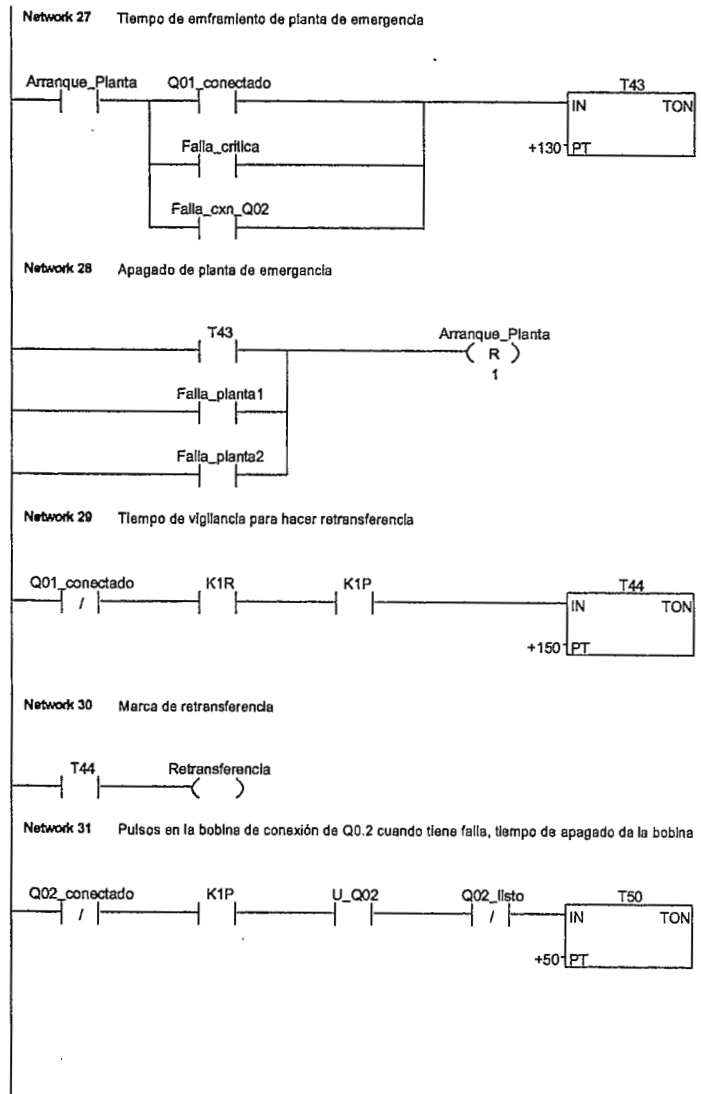 Network 27 Tiempo de emframiento de planta de emergencia
Arranque_Planta Q01_conectado T43
IN TON
Falla_critica +130 PT
Falla_cxn_Q02
Network 28 Apagado de planta de emergancia
T43 Arranque_Planta
R
1
Falla_planta1
Falla_planta2
Network 29 Tiempo de vigilancia para hacer retransferencia
Q01_conectado K1R K1P T44
/ IN TON
+150 PT
Network 30 Marca de retransferencia
T44 Retransferencia
Network 31 Pulsos en la bobina de conexión de Q0.2 cuando tiene falla, tiempo de apagado da la bobina
Q02_conectado K1P U_Q02 Q02_listo T50
/ / IN TON
+50 PT